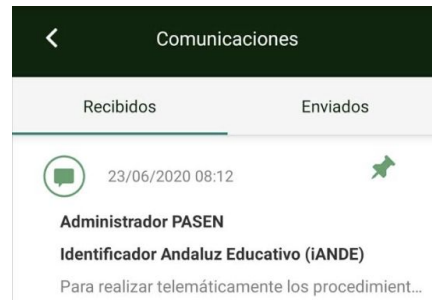 Comunicaciones
Recibidos Enviados
23/06/2020 08:12
Administrador PASEN
Identificador Andaluz Educativo (iANDE)
Para realizar telemáticamente los procedimient...